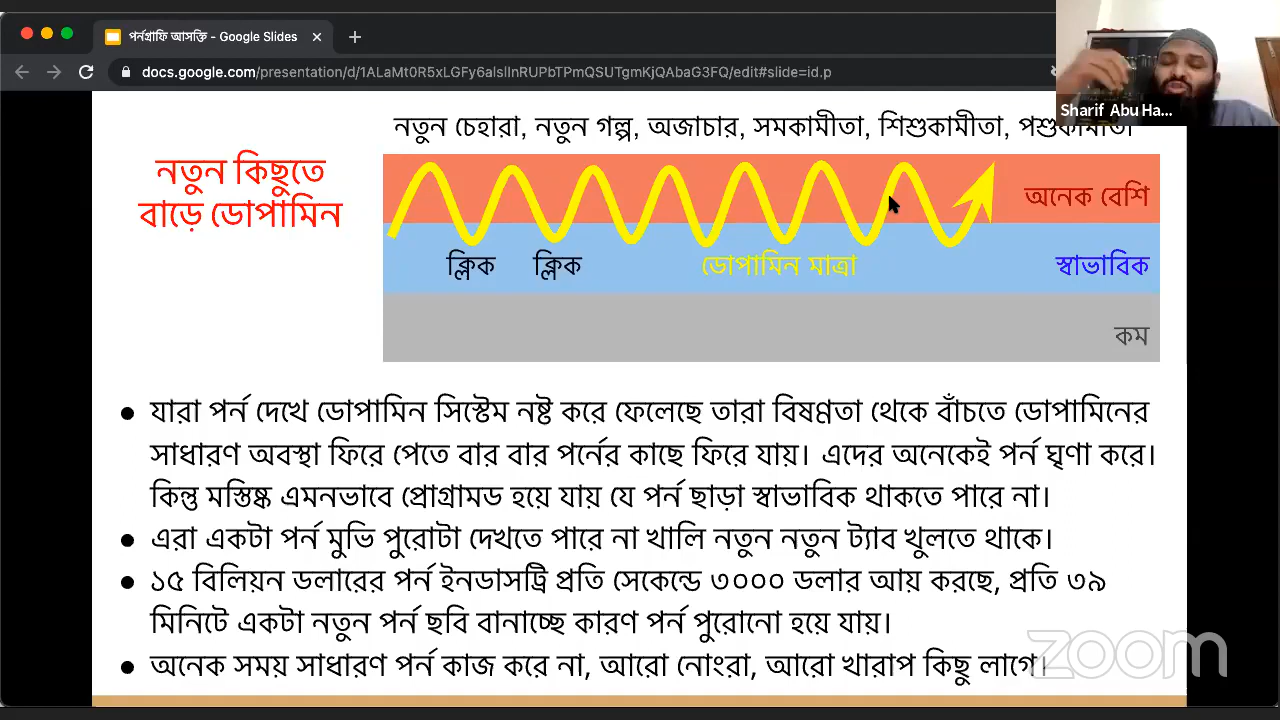 পর্নগ্রাফি আসক্তি - Google Slides
docs.google.com/presentation/d/1ALaMt0R5xLGFy6alsIlnRUPbTPmQSUTgmKjQAbaG3FQ/edit#slide=id.p
Sharif Abu Ha...
নতুন চেহারা, নতুন গল্প, অজাচার, সমকামীতা, শিশুকামীতা, পশুকামীতা
নতুন কিছুতে
বাড়ে ডোপামিন
অনেক বেশি
ক্লিক ক্লিক ডোপামিন মাত্রা স্বাভাবিক
কম
● যারা পর্ন দেখে ডোপামিন সিস্টেম নষ্ট করে ফেলেছে তারা বিষণ্নতা থেকে বাঁচতে ডোপামিনের
সাধারণ অবস্থা ফিরে পেতে বার বার পর্নের কাছে ফিরে যায়। এদের অনেকেই পর্ন ঘৃণা করে।
কিন্তু মস্তিষ্ক এমনভাবে প্রোগ্রামড হয়ে যায় যে পর্ন ছাড়া স্বাভাবিক থাকতে পারে না।
● এরা একটা পর্ন মুভি পুরোটা দেখতে পারে না খালি নতুন নতুন ট্যাব খুলতে থাকে।
● ১৫ বিলিয়ন ডলারের পর্ন ইনডাসট্রি প্রতি সেকেন্ডে ৩০০০ ডলার আয় করছে, প্রতি ৩৯
মিনিটে একটা নতুন পর্ন ছবি বানাচ্ছে কারণ পর্ন পুরোনো হয়ে যায়।
● অনেক সময় সাধারণ পর্ন কাজ করে না, আরো নোংরা, আরো খারাপ কিছু লাগে।
zoom